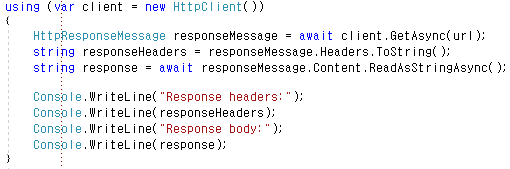 using (var client = new HttpClient())
{
HttpResponseMessage responseMessage = await client.GetAsync(url);
string responseHeaders = responseMessage.Headers.ToString();
string response = await responseMessage.Content.ReadAsStringAsync();
Console.WriteLine("Response headers:");
Console.WriteLine(responseHeaders);
Console.WriteLine("Response body:");
Console.WriteLine(response);
}